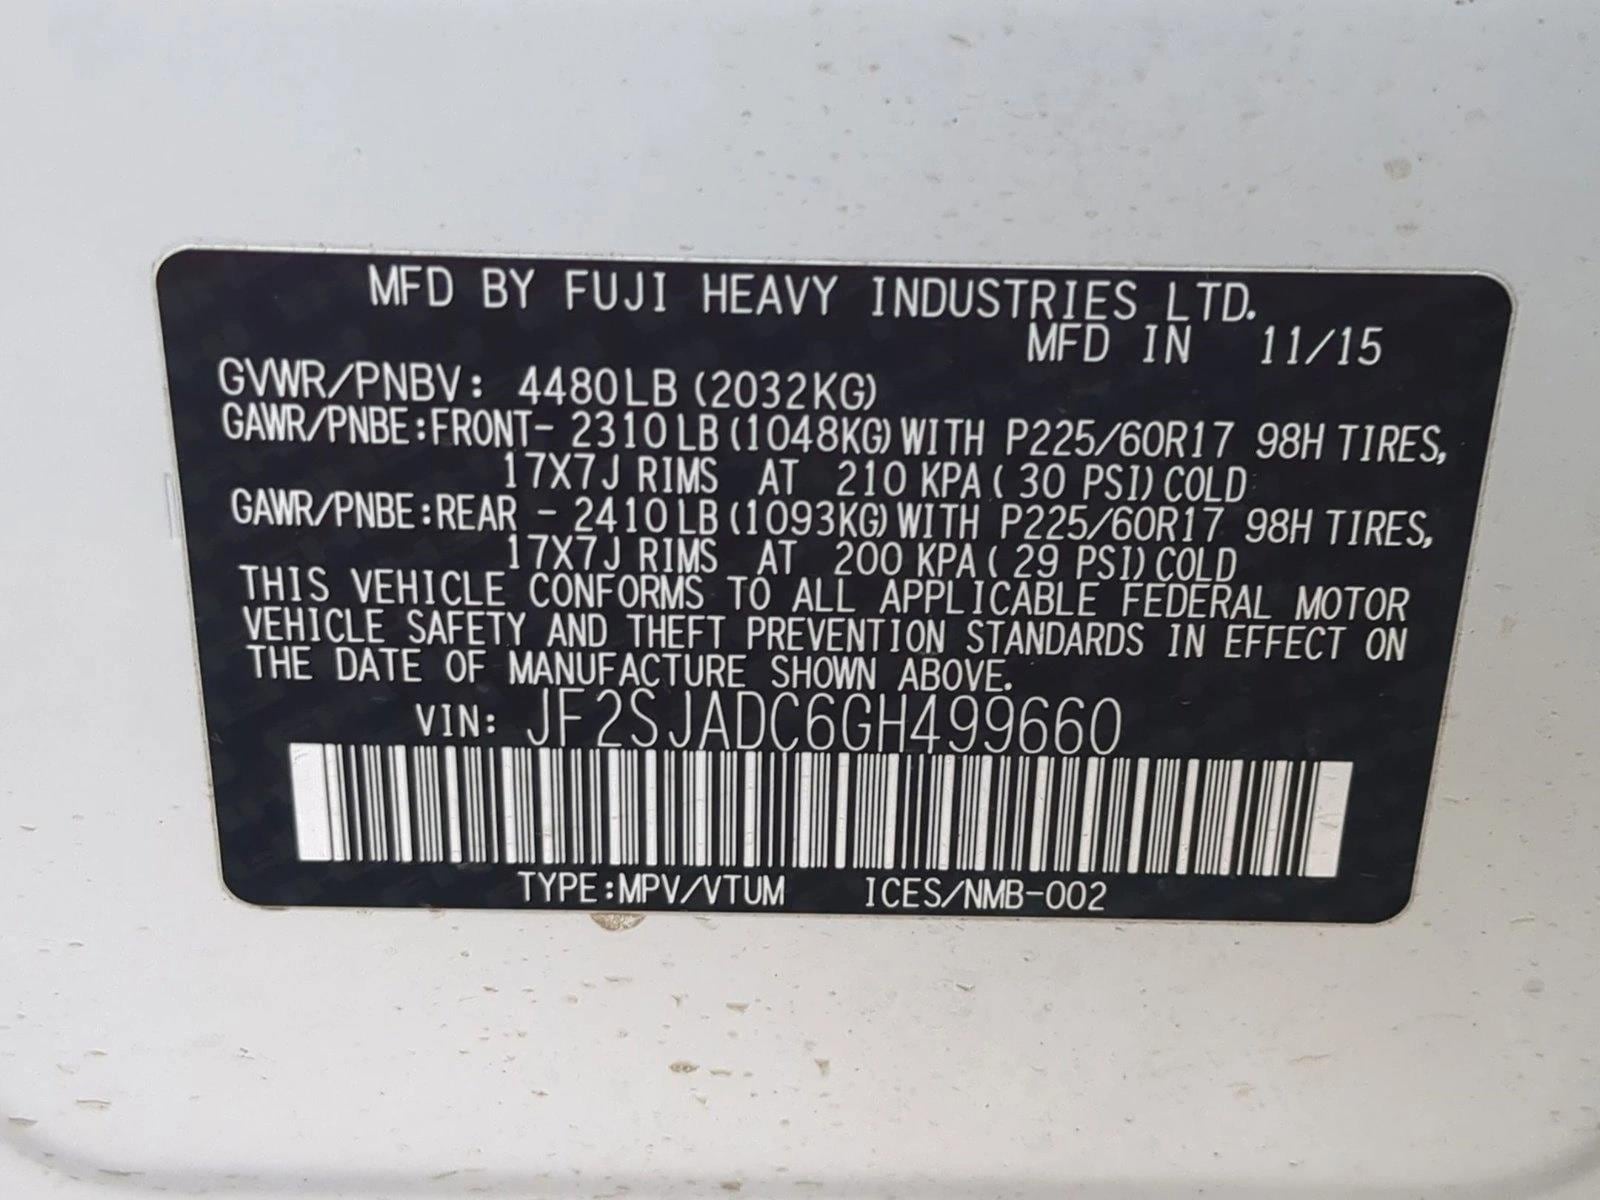 MFD BY FUJI HEAVY INDUSTRIES LTD.
MFD IN 11/15
GVWR/PNBV: 4480LB (2032KG)
GAWR/PNBE:FRONT- 2310LB(1048KG)WITH P225/60R17 98H TIRES,
17X7J RIMS AT 210 KPA( 30 PSI)COLD
GAWR/PNBE:REAR - 2410LB(1093KG)WITH P225/60R17 98H TIRES,
17X7J RIMS AT 200 KPA( 29 PSI)COLD
THIS VEHICLE CONFORMS TO ALL APPLICABLE FEDERAL MOTOR
VEHICLE SAFETY AND THEFT PREVENTION STANDARDS IN EFFECT ON
THE DATE OF MANUFACTURE SHOWN ABOVE.
VIN: JF2SJADC6GH499660
TYPE:MPV/VTUM ICES/NMB-002